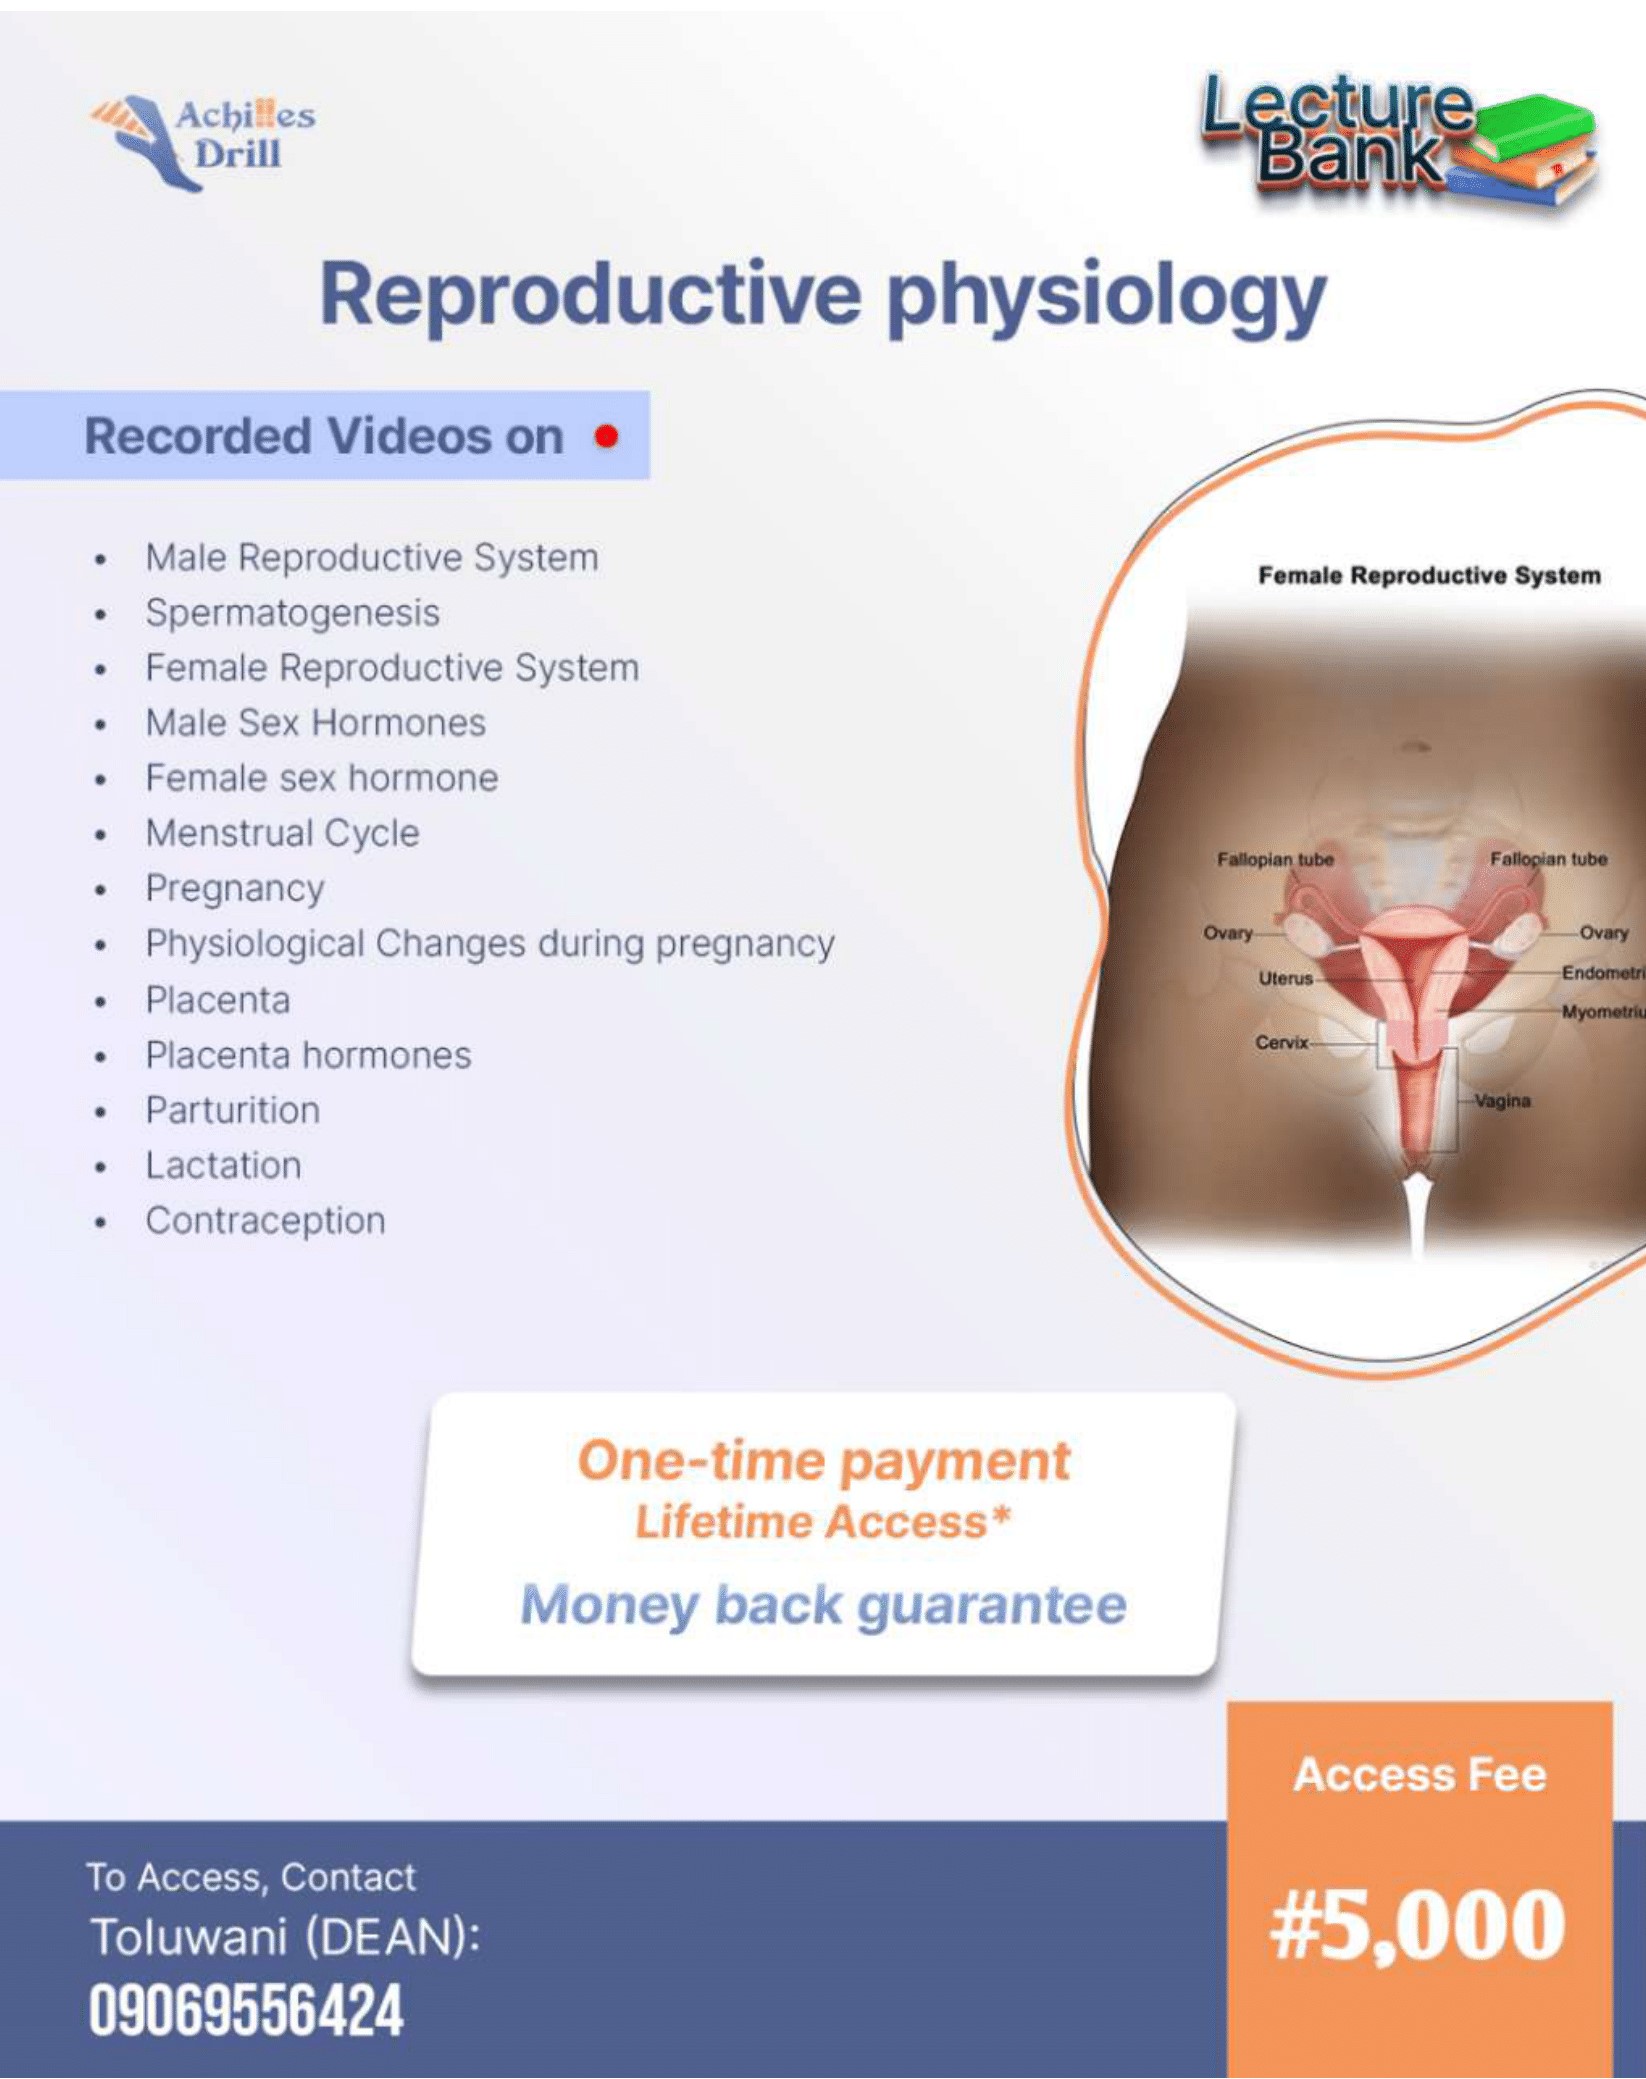 Achilles
Drill
Lecture
Bank
Reproductive physiology
Recorded Videos on
• Male Reproductive System
• Spermatogenesis
• Female Reproductive System
• Male Sex Hormones
• Female sex hormone
• Menstrual Cycle
• Pregnancy
• Physiological Changes during pregnancy
• Placenta
• Placenta hormones
• Parturition
• Lactation
• Contraception
Female Reproductive System
Fallopian tube
Fallopian tube
Ovary
Ovary
Uterus
Endometri
Myometriu
Cervix
Vagina
One-time payment
Lifetime Access*
Money back guarantee
Access Fee
#5,000
To Access, Contact
Toluwani (DEAN):
09069556424